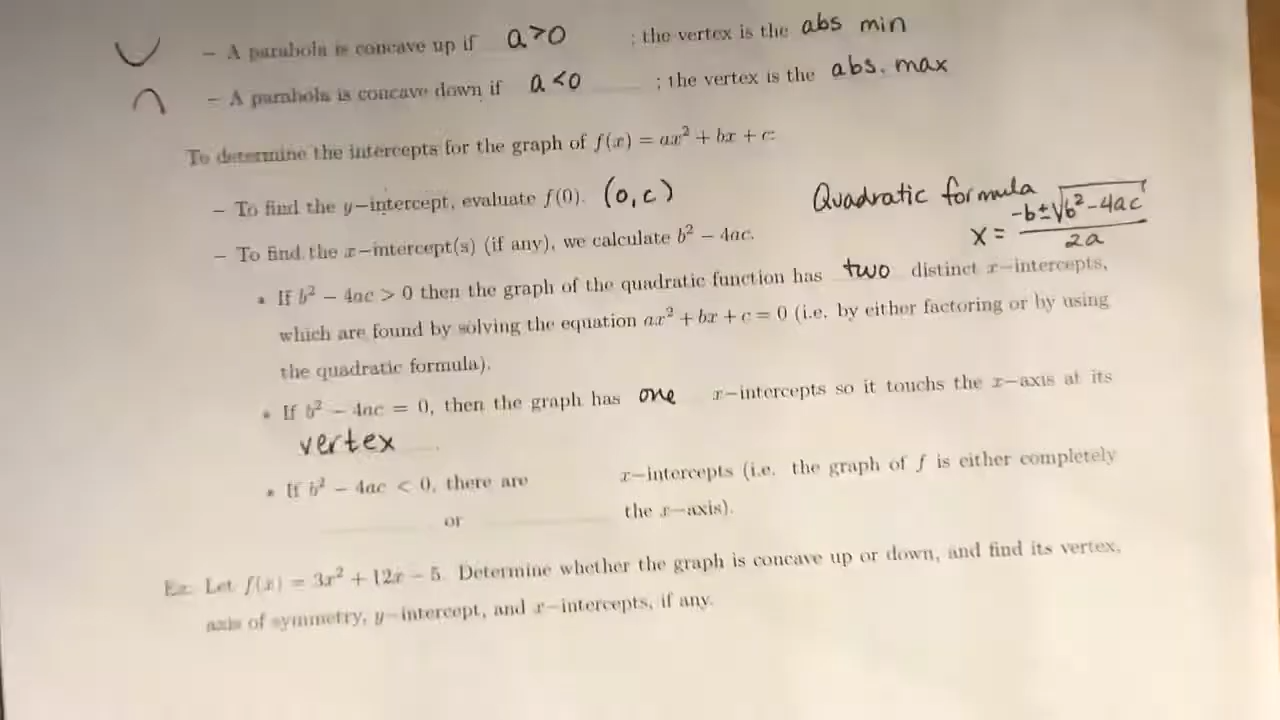 – A parabola is concave up if a>0 ; the vertex is the abs min
– A parabola is concave down if a<0 ; the vertex is the abs. max
To determine the intercepts for the graph of f(x) = ax² + bx + c:
– To find the y–intercept, evaluate f(0). (0,c)
Quadratic formula
– To find the x–intercept(s) (if any), we calculate b² – 4ac.
x = (-b±√(b²-4ac))/2a
• If b² – 4ac > 0 then the graph of the quadratic function has two distinct x–intercepts,
which are found by solving the equation ax² + bx + c = 0 (i.e. by either factoring or by using
the quadratic formula).
• If b² – 4ac = 0, then the graph has one x–intercepts so it touchs the x–axis at its
vertex
• If b² – 4ac < 0, there are x–intercepts (i.e. the graph of f is either completely
or the x–axis).
Ex. Let f(x) = 3x² + 12x – 5. Determine whether the graph is concave up or down, and find its vertex,
axis of symmetry, y–intercept, and x–intercepts, if any.